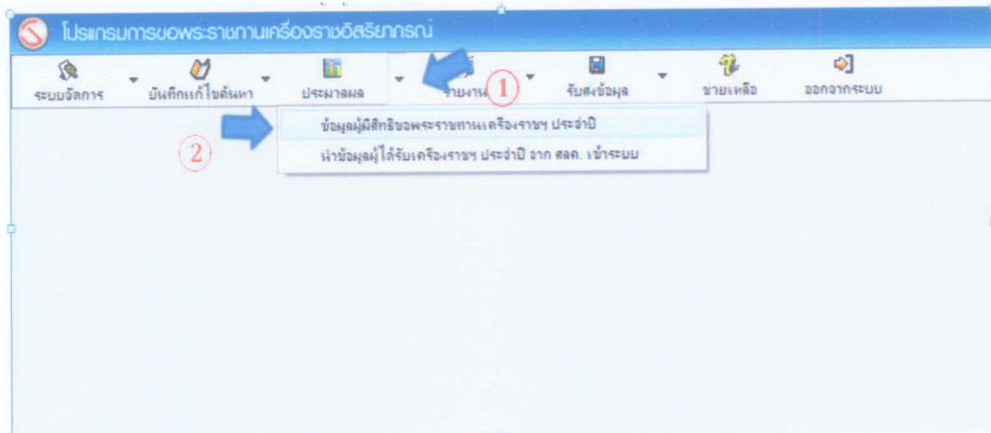 โปรแกรมการขอพระราชทานเครื่องราชอิสริยาภรณ์
ระบบจัดการ บันทึกแก้ไขค้นหา ประมวลผล รายงาน รับส่งข้อมูล ช่วยเหลือ ออกจากระบบ
1
ข้อมูลผู้มีสิทธิขอพระราชทานเครื่องราชฯ ประจำปี
2
นำข้อมูลผู้ได้รับเครื่องราชฯ ประจำปี จาก สลค. เข้าระบบ